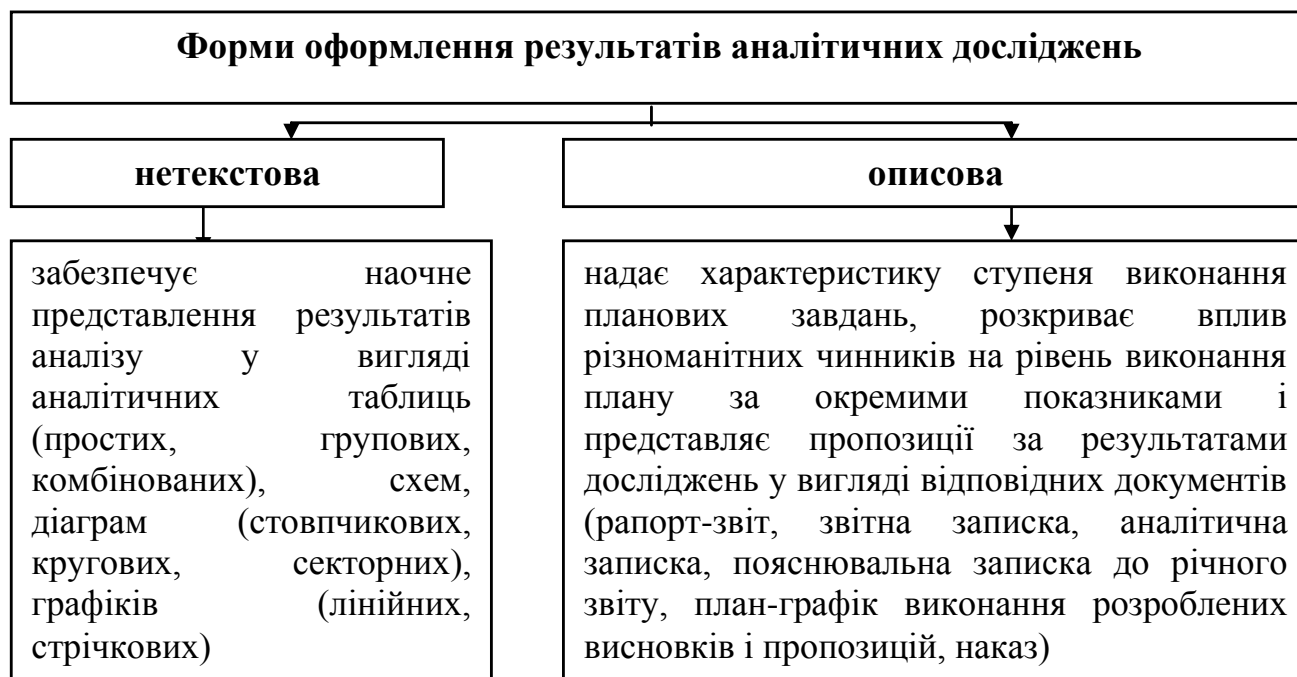 Форми оформлення результатів аналітичних досліджень
нетекстова
описова
забезпечує наочне
представлення результатів
аналізу у вигляді
аналітичних таблиць
(простих, групових,
комбінованих), схем,
діаграм (стовпчикових,
кругових, секторних),
графіків (лінійних,
стрічкових)
надає характеристику ступеня виконання
планових завдань, розкриває вплив
різноманітних чинників на рівень виконання
плану за окремими показниками і
представляє пропозиції за результатами
досліджень у вигляді відповідних документів
(рапорт-звіт, звітна записка, аналітична
записка, пояснювальна записка до річного
звіту, план-графік виконання розроблених
висновків і пропозицій, наказ)